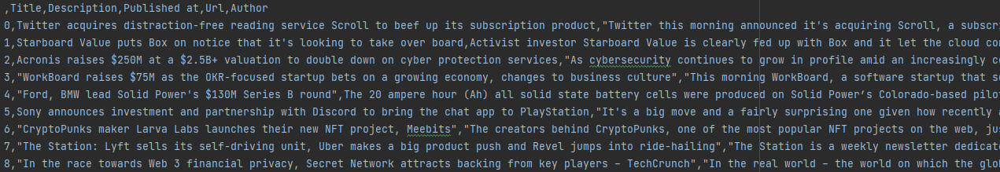 ,Title,Description,Published at,Url,Author
0,Twitter acquires distraction-free reading service Scroll to beef up its subscription product,"Twitter this morning announced it's acquiring Scroll, a subscri
1,Starboard Value puts Box on notice that it's looking to take over board,Activist investor Starboard Value is clearly fed up with Box and it let the cloud co
2,Acronis raises $250M at a $2.5B+ valuation to double down on cyber protection services,"As cybersecurity continues to grow in profile amid an increasingly c
3,"WorkBoard raises $75M as the OKR-focused startup bets on a growing economy, changes to business culture","This morning WorkBoard, a software startup that s
4,"Ford, BMW lead Solid Power's $130M Series B round",The 20 ampere hour (Ah) all solid state battery cells were produced on Solid Power’s Colorado-based pilot
5,Sony announces investment and partnership with Discord to bring the chat app to PlayStation,"It's a big move and a fairly surprising one given how recently
6,"CryptoPunks maker Larva Labs launches their new NFT project, Meebits","The creators behind CryptoPunks, one of the most popular NFT projects on the web, jus
7,"The Station: Lyft sells its self-driving unit, Uber makes a big product push and Revel jumps into ride-hailing","The Station is a weekly newsletter dedicate
8,"In the race towards Web 3 financial privacy, Secret Network attracts backing from key players – TechCrunch","In the real world – the world on which the glo